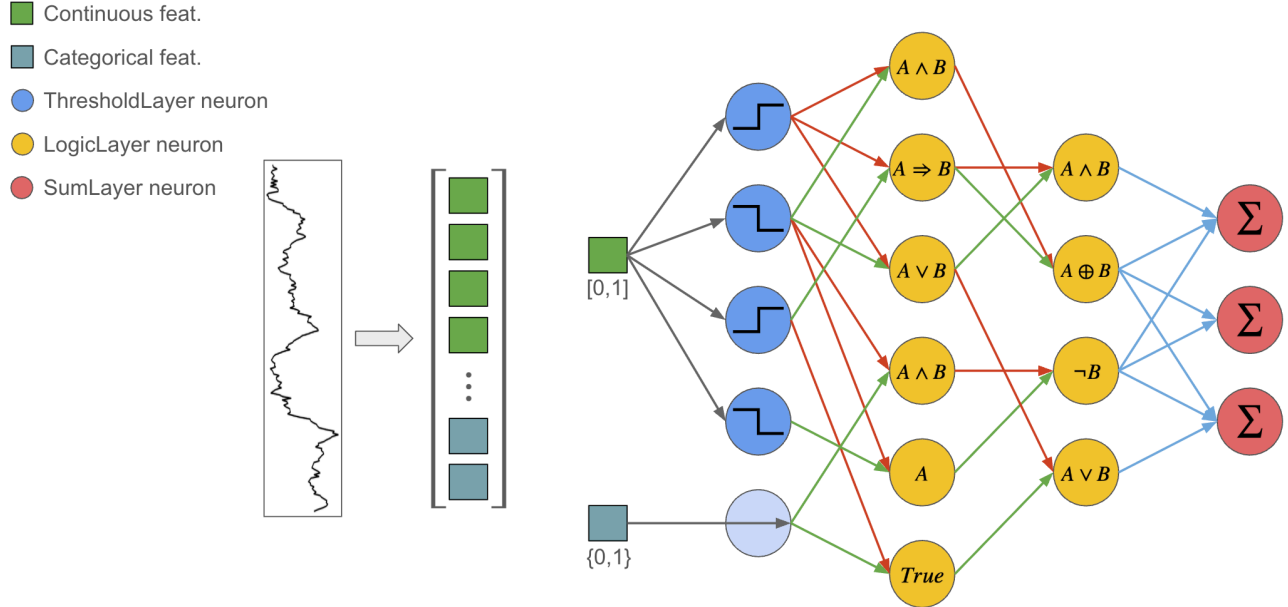 Continuous feat.
Categorical feat.
ThresholdLayer neuron
LogicLayer neuron
SumLayer neuron
[0,1]
{0,1}
A ∧ B
A ⇒ B
A ∨ B
A ∧ B
A
True
A ∧ B
A ⊕ B
¬B
A ∨ B
Σ
Σ
Σ